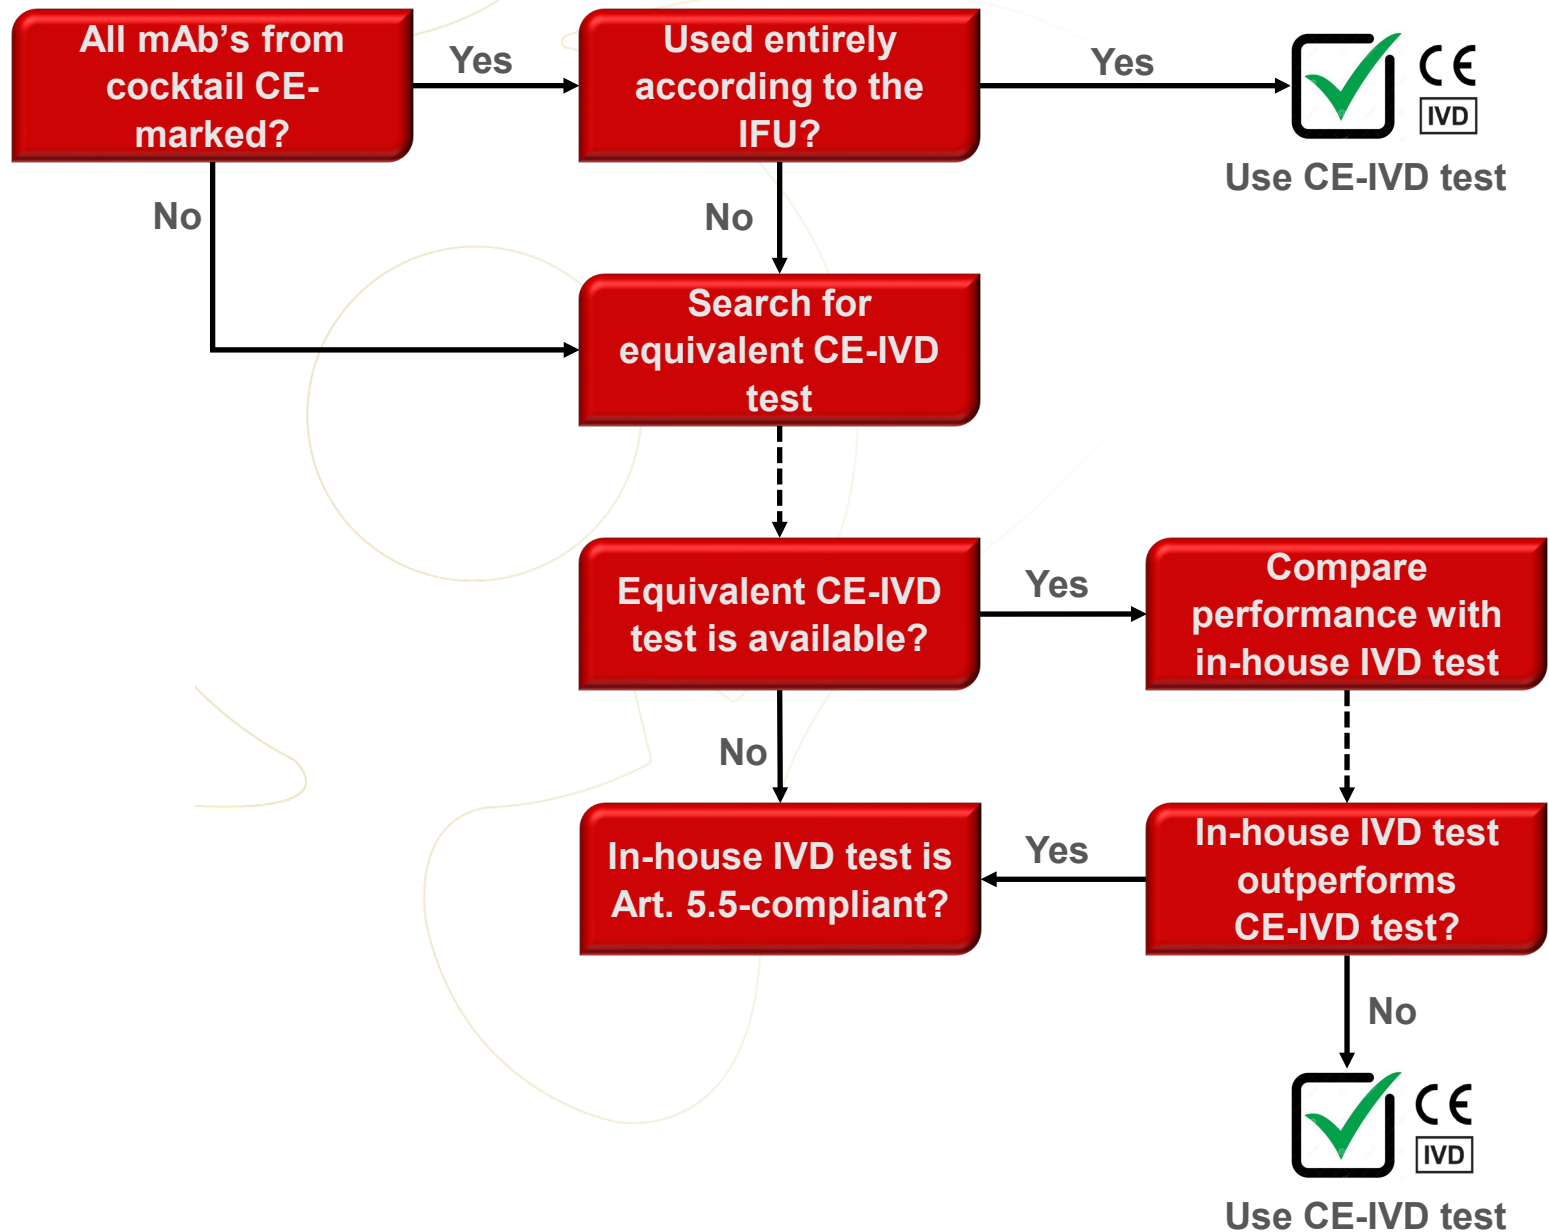 All mAb's from
cocktail CE-
marked?
Yes
Used entirely
according to the
IFU?
Yes
CE
IVD
Use CE-IVD test
No
No
Search for
equivalent CE-IVD
test
Equivalent CE-IVD
test is available?
Yes
Compare
performance with
in-house IVD test
No
In-house IVD test is
Art. 5.5-compliant?
Yes
In-house IVD test
outperforms
CE-IVD test?
No
CE
IVD
Use CE-IVD test